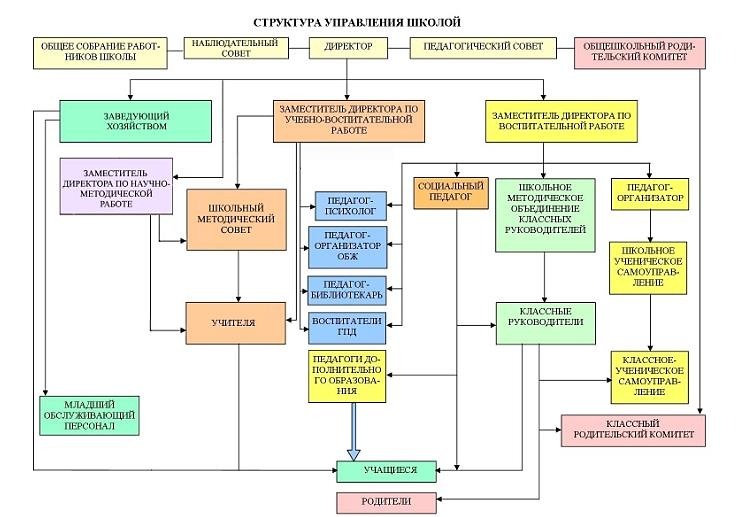 СТРУКТУРА УПРАВЛЕНИЯ ШКОЛОЙ
ОБЩЕЕ СОБРАНИЕ РАБОТ-
НИКОВ ШКОЛЫ
НАБЛЮДАТЕЛЬНЫЙ
СОВЕТ
ДИРЕКТОР
ПЕДАГОГИЧЕСКИЙ СОВЕТ
ОБЩЕШКОЛЬНЫЙ РОДИ-
ТЕЛЬСКИЙ КОМИТЕТ
ЗАВЕДУЮЩИЙ
ХОЗЯЙСТВОМ
ЗАМЕСТИТЕЛЬ ДИРЕКТОРА ПО
УЧЕБНО-ВОСПИТАТЕЛЬНОЙ
РАБОТЕ
ЗАМЕСТИТЕЛЬ ДИРЕКТОРА ПО
ВОСПИТАТЕЛЬНОЙ РАБОТЕ
ЗАМЕСТИТЕЛЬ
ДИРЕКТОРА ПО НАУЧНО-
МЕТОДИЧЕСКОЙ
РАБОТЕ
ШКОЛЬНЫЙ
МЕТОДИЧЕСКИЙ
СОВЕТ
ПЕДАГОГ-
ПСИХОЛОГ
СОЦИАЛЬНЫЙ
ПЕДАГОГ
ШКОЛЬНОЕ
МЕТОДИЧЕСКОЕ
ОБЪЕДИНЕНИЕ
КЛАССНЫХ
РУКОВОДИТЕЛЕЙ
ПЕДАГОГ-
ОРГАНИЗАТОР
ПЕДАГОГ-
ОРГАНИЗАТОР
ОБЖ
ШКОЛЬНОЕ
УЧЕНИЧЕСКОЕ
САМОУПРАВ-
ЛЕНИЕ
ПЕДАГОГ-
БИБЛИОТЕКАРЬ
УЧИТЕЛЯ
ВОСПИТАТЕЛИ
ГПД
КЛАССНЫЕ
РУКОВОДИТЕЛИ
ПЕДАГОГИ ДО-
ПОЛНИТЕЛЬНО
ГО ОБРАЗОВА-
НИЯ
КЛАССНОЕ-
УЧЕНИЧЕСКОЕ
САМОУПРАВ-
ЛЕНИЕ
МЛАДШИЙ
ОБСЛУЖИВАЮЩИЙ
ПЕРСОНАЛ
КЛАССНЫЙ
РОДИТЕЛЬСКИЙ КОМИТЕТ
УЧАЩИЕСЯ
РОДИТЕЛИ